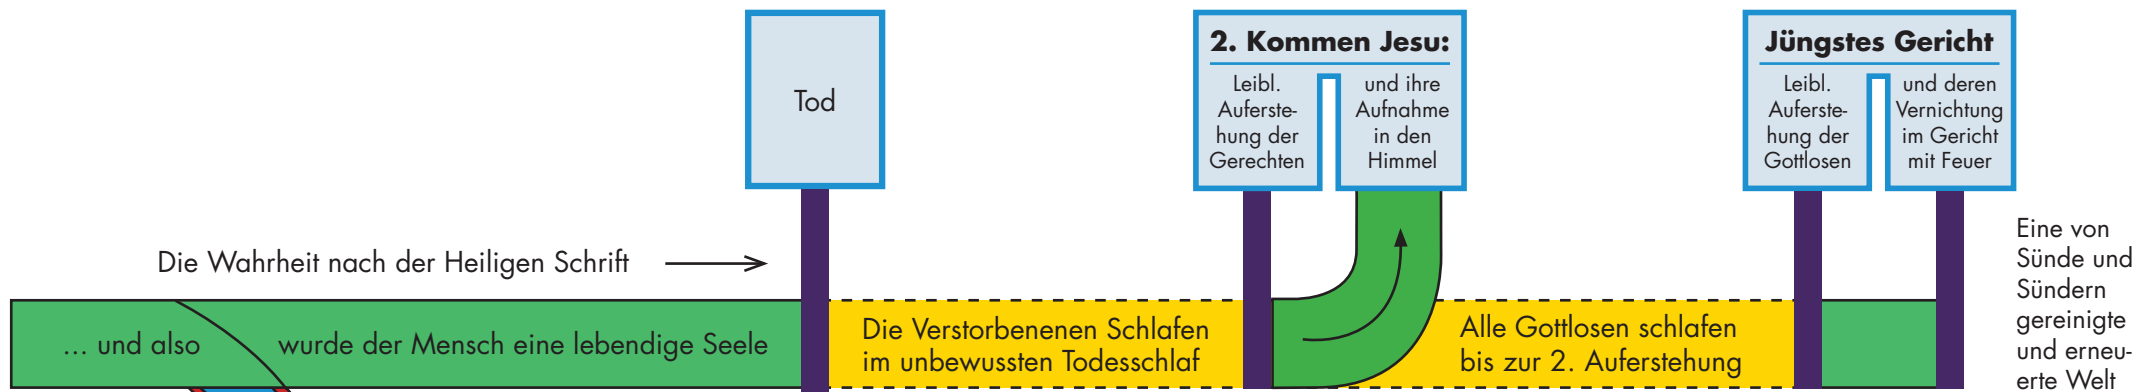 Tod
2. Kommen Jesu:
Leibl.
Auferste-
hung der
Gerechten
und ihre
Aufnahme
in den
Himmel
Jüngstes Gericht
Leibl.
Auferste-
hung der
Gottlosen
und deren
Vernichtung
im Gericht
mit Feuer
Die Wahrheit nach der Heiligen Schrift
... und also wurde der Mensch eine lebendige Seele
Die Verstorbenenen Schlafen
im unbewussten Todesschlaf
Alle Gottlosen schlafen
bis zur 2. Auferstehung
Eine von
Sünde und
Sündern
gereinigte
und erneu-
erte Welt